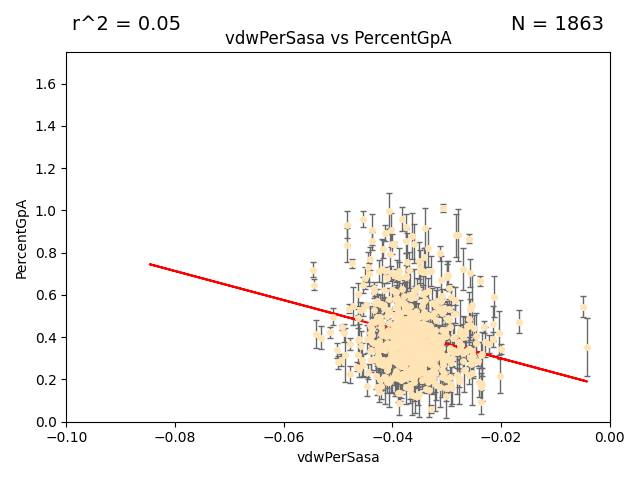 r^2 = 0.05 N = 1863
vdwPerSasa vs PercentGpA
1.6
1.4
1.2
1.0
0.8
0.6
0.4
0.2
0.0
PercentGpA
−0.10 −0.08 −0.06 −0.04 −0.02 0.00
vdwPerSasa